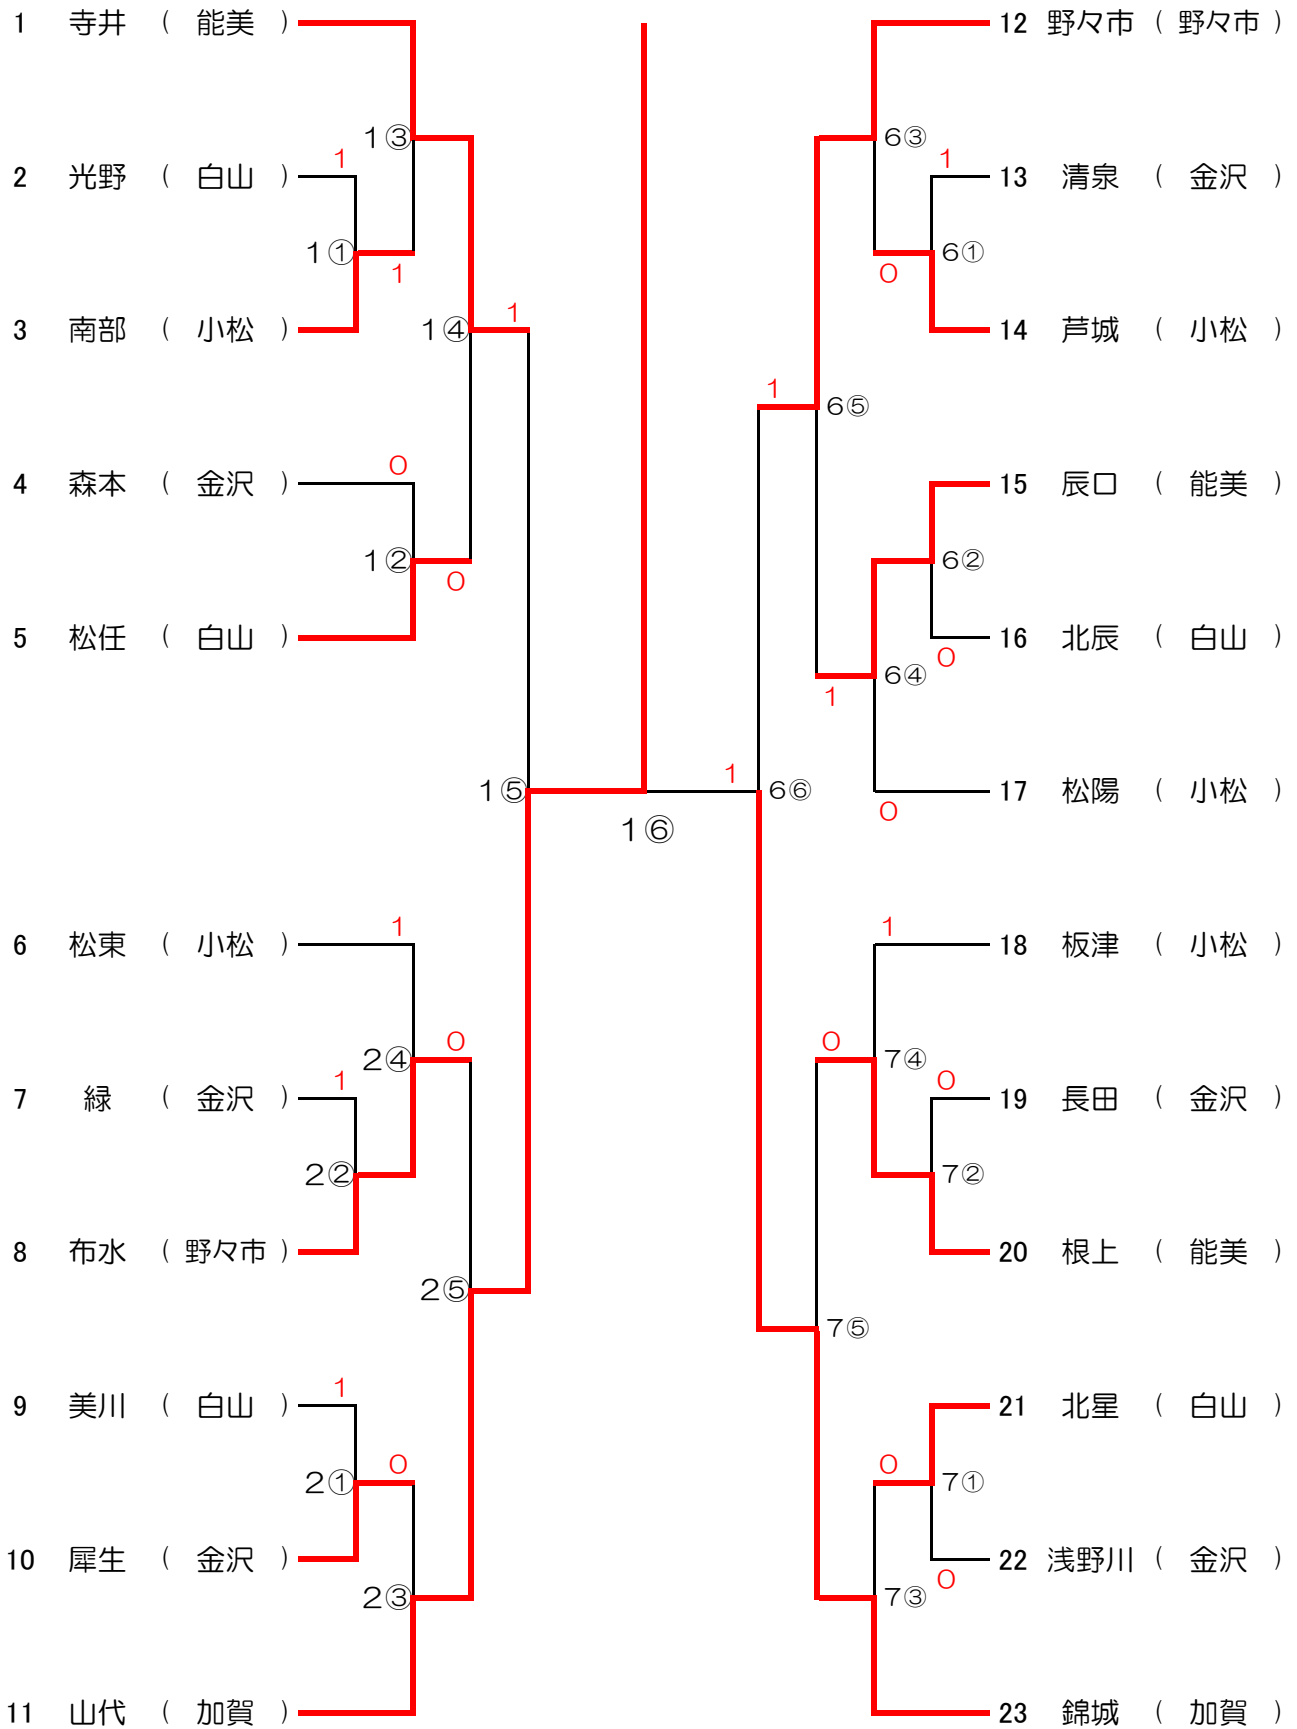 1 寺井 ( 能美 )
1③
1
2 光野 ( 白山 )
1①
1
3 南部 ( 小松 )
1④
1
0
4 森本 ( 金沢 )
1②
0
5 松任 ( 白山 )
1⑤
1⑥
1
6 松東 ( 小松 )
2④
0
1
7 緑 ( 金沢 )
2②
8 布水 ( 野々市 )
2⑤
1
9 美川 ( 白山 )
2①
0
10 犀生 ( 金沢 )
2③
11 山代 ( 加賀 )
12 野々市 ( 野々市 )
6③
1
13 清泉 ( 金沢 )
6①
0
14 芦城 ( 小松 )
1
6⑤
15 辰口 ( 能美 )
6②
16 北辰 ( 白山 )
0
6④
1
17 松陽 ( 小松 )
0
1
6⑥
1
18 板津 ( 小松 )
0
7④
0
19 長田 ( 金沢 )
7②
20 根上 ( 能美 )
7⑤
21 北星 ( 白山 )
0
7①
22 浅野川 ( 金沢 )
0
7③
23 錦城 ( 加賀 )